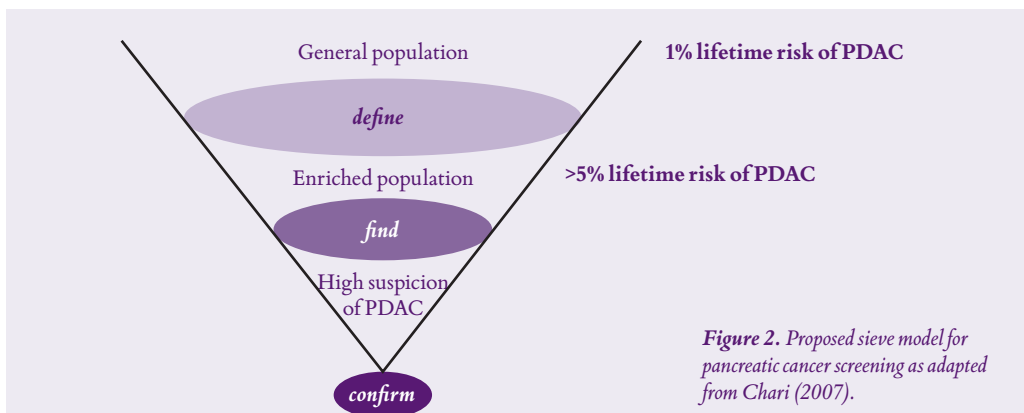 General population
1% lifetime risk of PDAC
define
>5% lifetime risk of PDAC
Enriched population
find
High suspicion
of PDAC
Figure 2. Proposed sieve model for
pancreatic cancer screening as adapted
from Chari (2007).
confirm